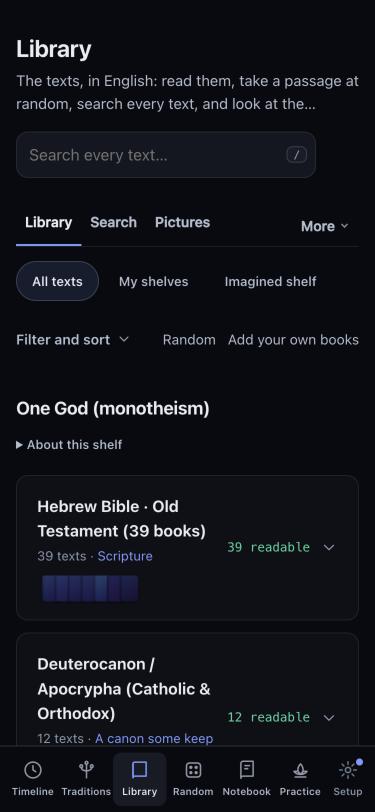 Library
The texts, in English: read them, take a passage at
random, search every text, and look at the...
Search every text...
/
Library
Search
Pictures
More
All texts
My shelves
Imagined shelf
Filter and sort
Random
Add your own books
One God (monotheism)
About this shelf
Hebrew Bible · Old
Testament (39 books)
39 texts · Scripture
39 readable
Deuterocanon /
Apocrypha (Catholic &
Orthodox)
12 texts · A canon some keep
12 readable
Timeline
Traditions
Library
Random
Notebook
Practice
Setup